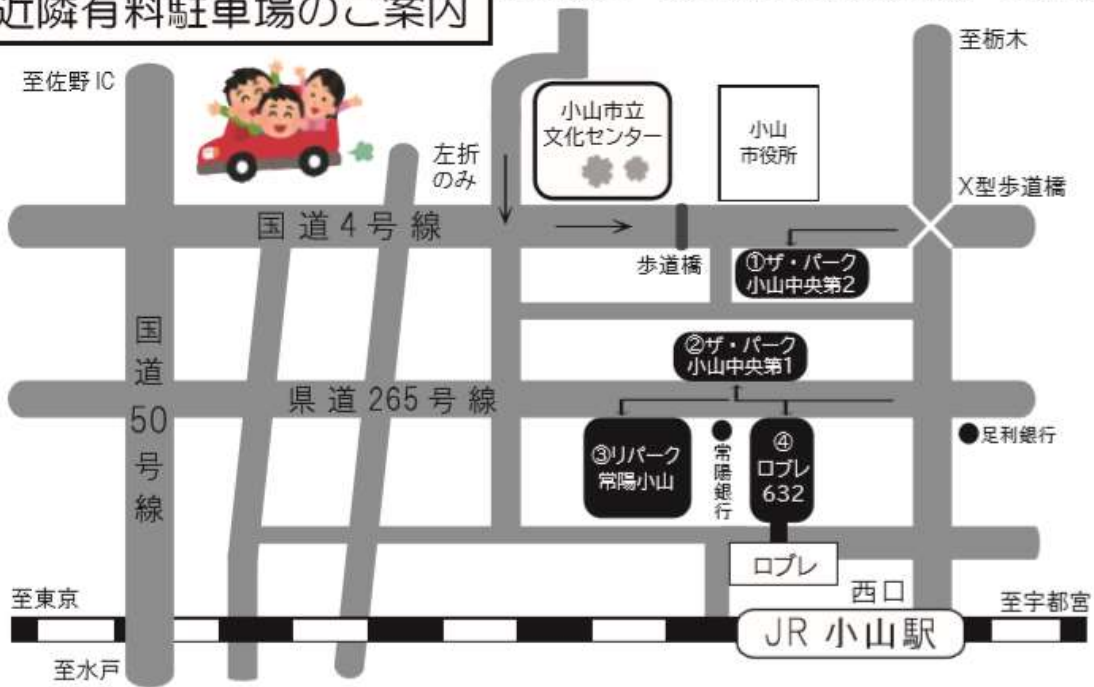 近隣有料駐車場のご案内
至佐野IC
至栃木
小山市立
文化センター
小山
市役所
左折
のみ
X型歩道橋
国道4号線
歩道橋
①ザ・パーク
小山中央第2
国道50号線
②ザ・パーク
小山中央第1
県道265号線
③リパーク
常陽小山
常陽銀行
④
ロブレ
632
足利銀行
ロブレ
西口
至東京
至宇都宮
JR 小山駅
至水戸